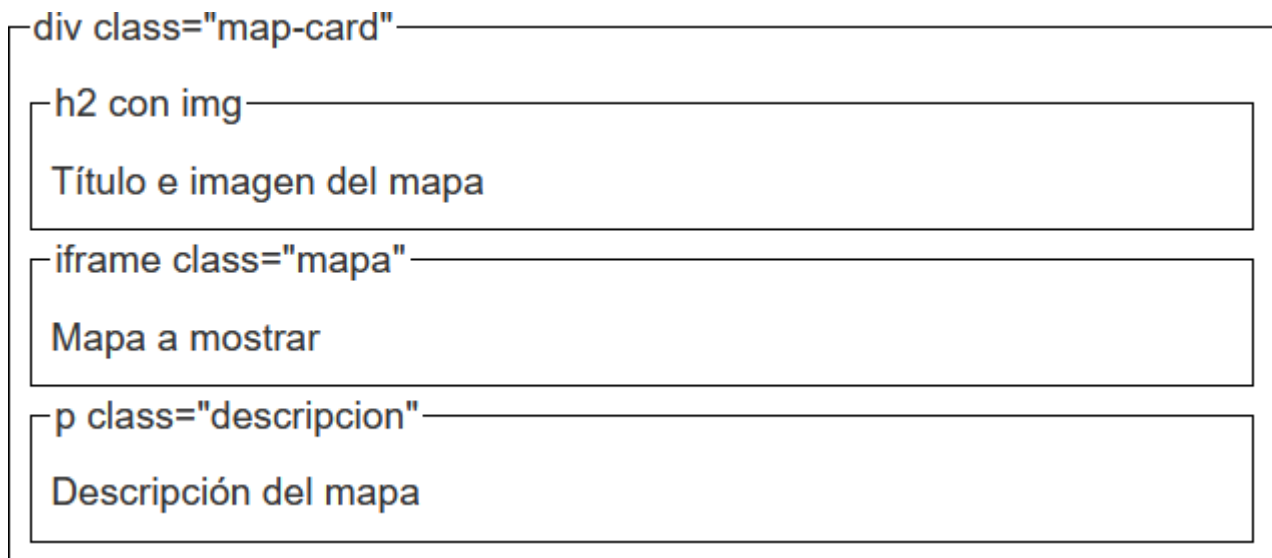 div class="map-card"
h2 con img
Título e imagen del mapa
iframe class="mapa"
Mapa a mostrar
p class="descripcion"
Descripción del mapa